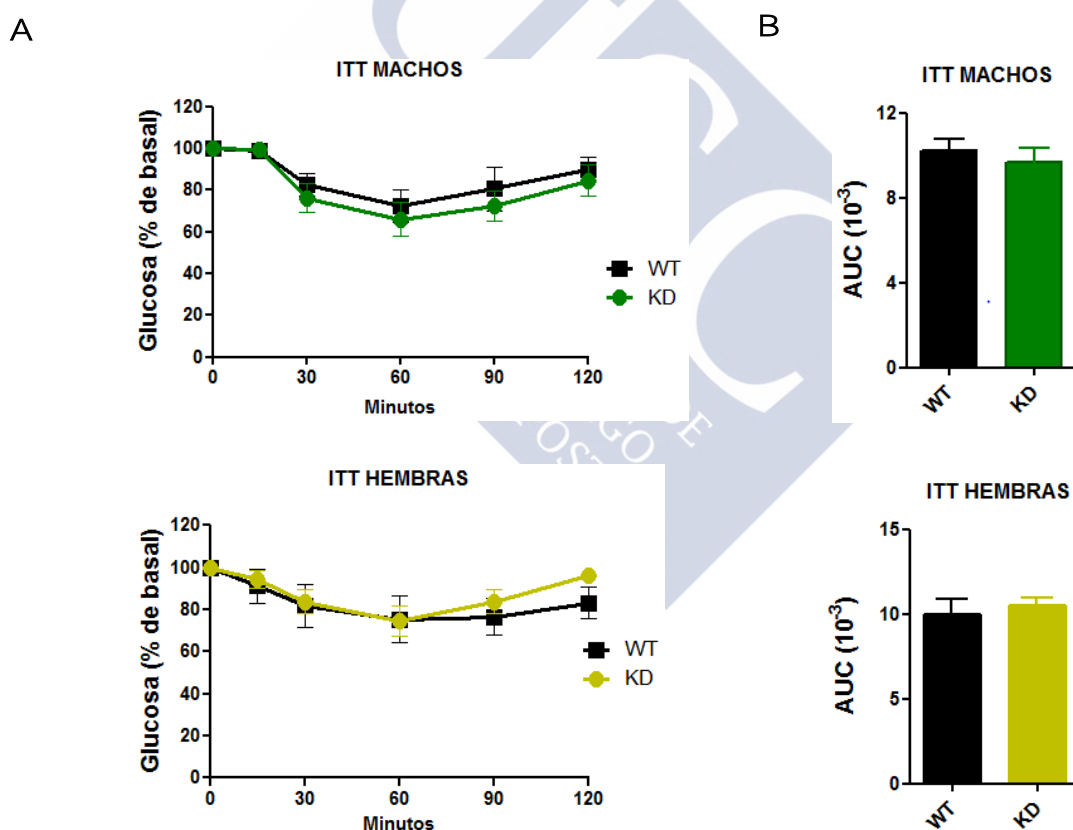 A
B
ITT MACHOS
Glucosa (% de basal)
120
100
80
60
40
20
0
0 30 60 90 120
Minutos
WT
KD
ITT MACHOS
AUC (10-3)
12
8
4
0
WT KD
ITT HEMBRAS
Glucosa (% de basal)
120
100
80
60
40
20
0
0 30 60 90 120
Minutos
WT
KD
ITT HEMBRAS
AUC (10-3)
15
10
5
0
WT KD